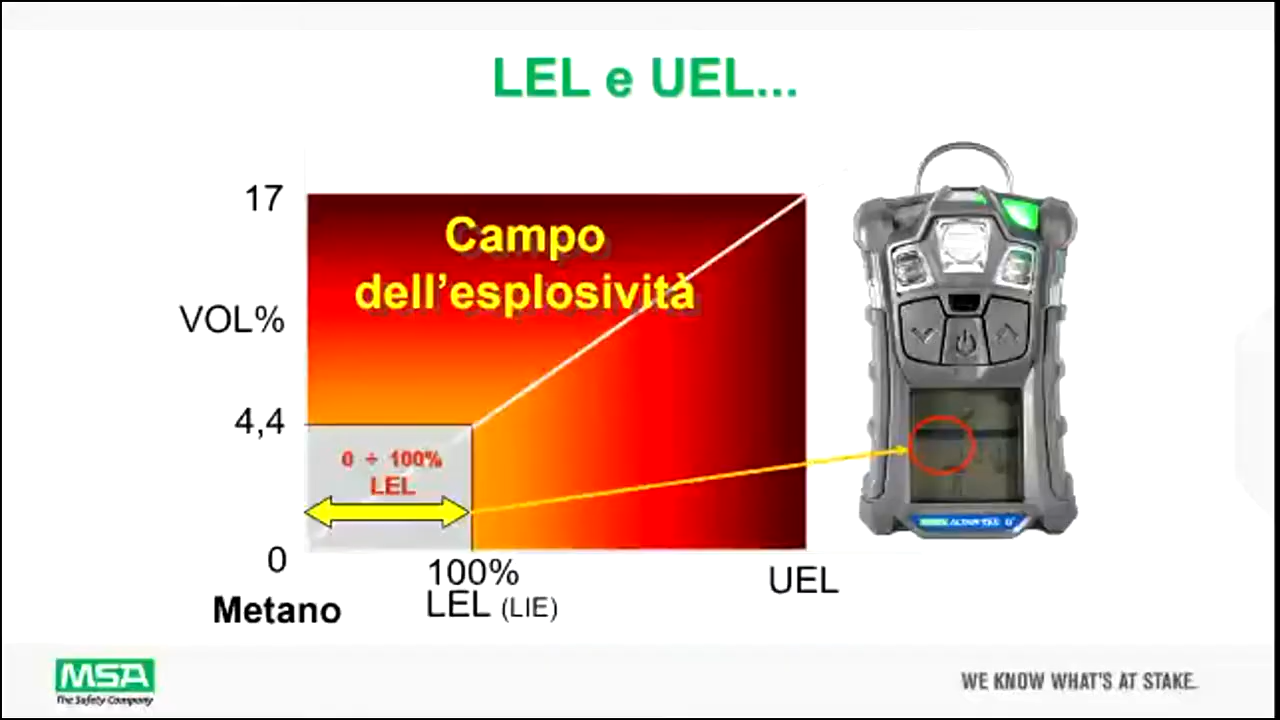 LEL e UEL...
17
Campo
dell'esplosività
VOL%
4,4
0 ÷ 100%
LEL
0
100%
LEL (LIE)
UEL
Metano
MSA
The Safety Company
WE KNOW WHAT'S AT STAKE.